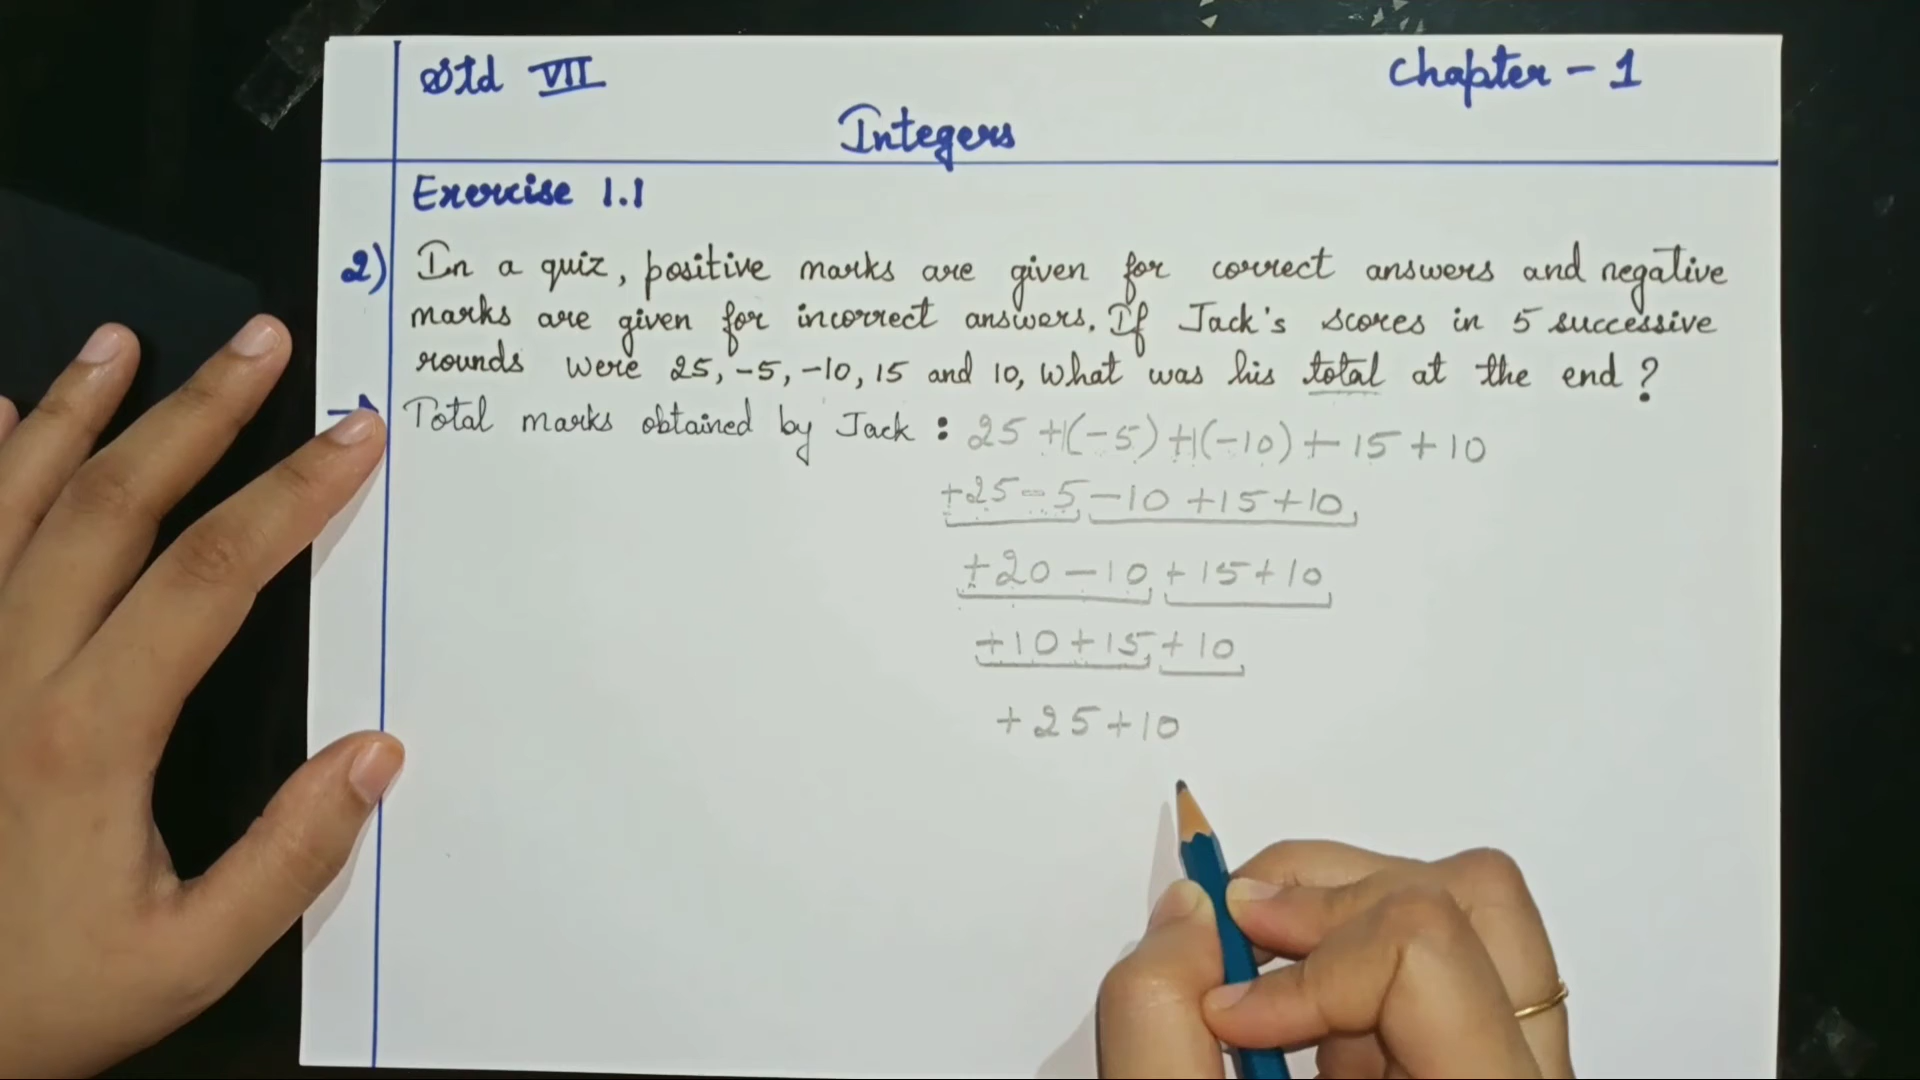 Std VII
Chapter - 1
Integers
Exercise 1.1
2) In a quiz, positive marks are given for correct answers and negative
marks are given for incorrect answers. If Jack's scores in 5 successive
rounds were 25, -5, -10, 15 and 10, what was his total at the end ?
→ Total marks obtained by Jack : 25 + (-5) + (-10) + 15 + 10
+25 - 5 - 10 + 15 + 10
+20 - 10 + 15 + 10
+10 + 15 + 10
+25 + 10